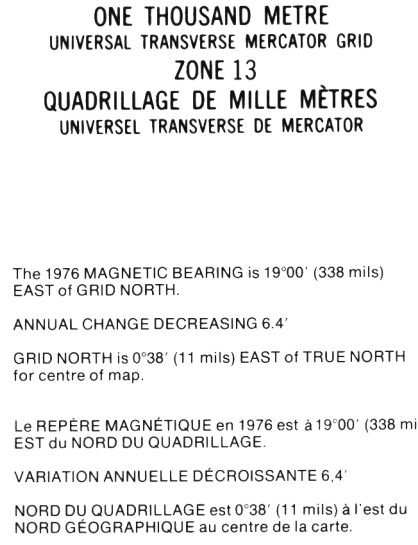 ONE THOUSAND METRE
UNIVERSAL TRANSVERSE MERCATOR GRID
ZONE 13
QUADRILLAGE DE MILLE MÈTRES
UNIVERSEL TRANSVERSE DE MERCATOR
The 1976 MAGNETIC BEARING is 19°00′ (338 mils)
EAST of GRID NORTH.
ANNUAL CHANGE DECREASING 6.4′
GRID NORTH is 0°38′ (11 mils) EAST of TRUE NORTH
for centre of map.
Le REPÈRE MAGNÉTIQUE en 1976 est à 19°00′ (338 mi
EST du NORD DU QUADRILLAGE.
VARIATION ANNUELLE DÉCROISSANTE 6,4′
NORD DU QUADRILLAGE est 0°38′ (11 mils) à l'est du
NORD GÉOGRAPHIQUE au centre de la carte.